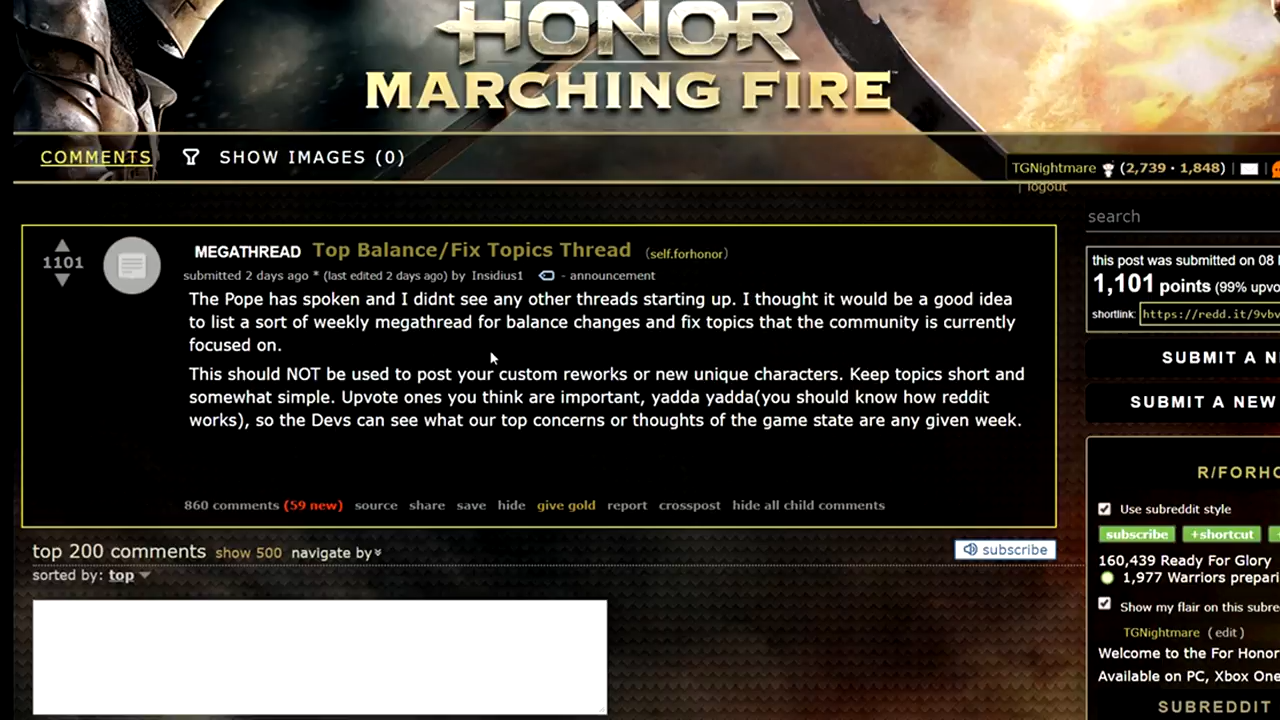 HONOR
MARCHING FIRE™
COMMENTS SHOW IMAGES (0)
TGNightmare (2,739 · 1,848) | |
| logout
search
1101
MEGATHREAD Top Balance/Fix Topics Thread (self.forhonor)
submitted 2 days ago * (last edited 2 days ago) by Insidius1 - announcement
The Pope has spoken and I didnt see any other threads starting up. I thought it would be a good idea
to list a sort of weekly megathread for balance changes and fix topics that the community is currently
focused on.
This should NOT be used to post your custom reworks or new unique characters. Keep topics short and
somewhat simple. Upvote ones you think are important, yadda yadda(you should know how reddit
works), so the Devs can see what our top concerns or thoughts of the game state are any given week.
860 comments (59 new) source share save hide give gold report crosspost hide all child comments
top 200 comments show 500 navigate by
subscribe
sorted by: top
this post was submitted on 08
1,101 points (99% upvo
shortlink: https://redd.it/9vbv
SUBMIT A N
SUBMIT A NEW
R/FORHO
Use subreddit style
subscribe +shortcut +
160,439 Ready For Glory
1,977 Warriors prepari
Show my flair on this subre
TGNightmare (edit)
Welcome to the For Honor
Available on PC, Xbox One
SUBREDDIT